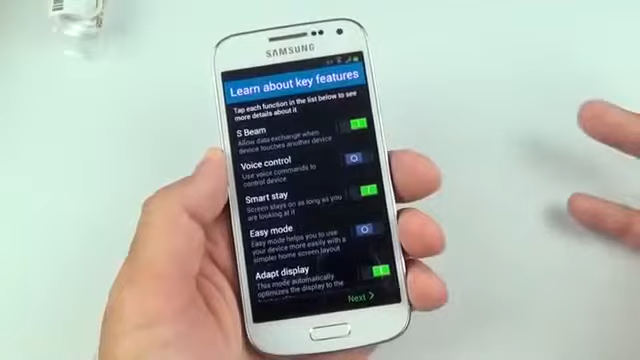 SAMSUNG
Learn about key features
Tap each function in the list below to see
more details about it
S Beam
Allow data exchange when
device touches another device
Voice control
Use voice commands to
control device
Smart stay
Screen stays on as long as you
are looking at it
Easy mode
Easy mode helps you to use
your device more easily with a
simpler home screen layout
Adapt display
This mode automatically
optimizes the display to the
Next >